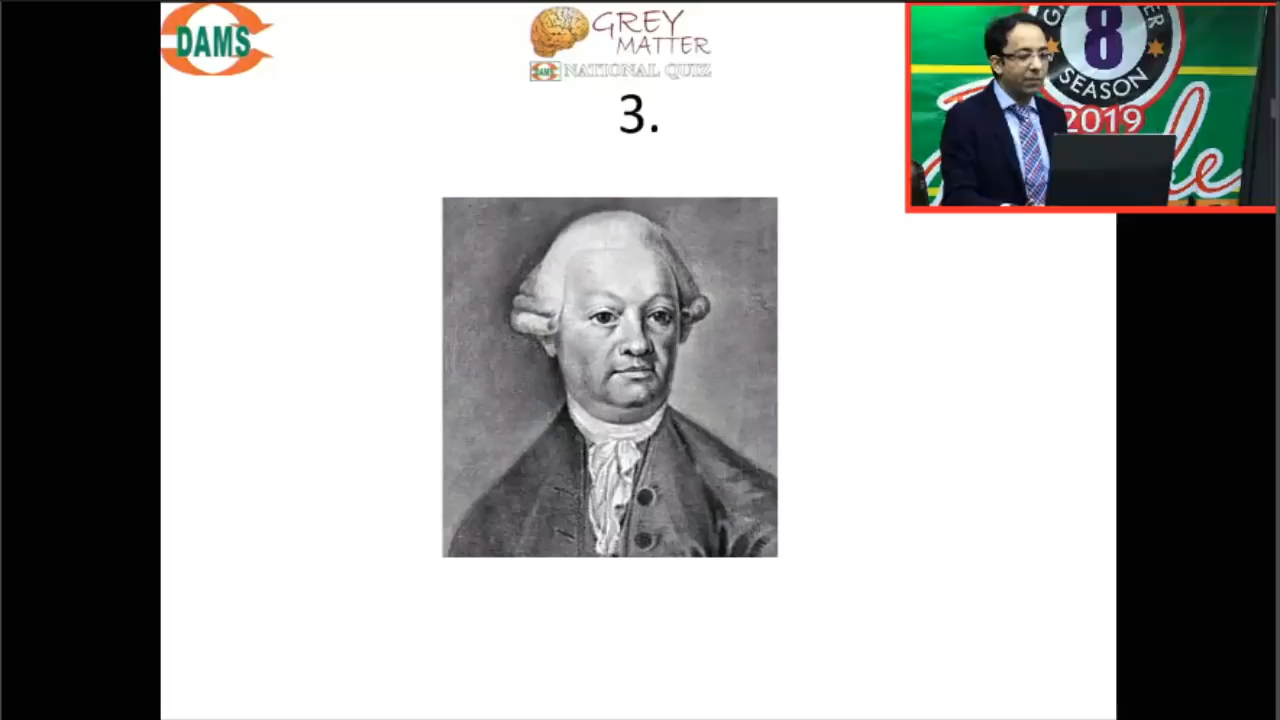 DAMS
GREY
MATTER
DAMS NATIONAL QUIZ
3.
8
SEASON
2019